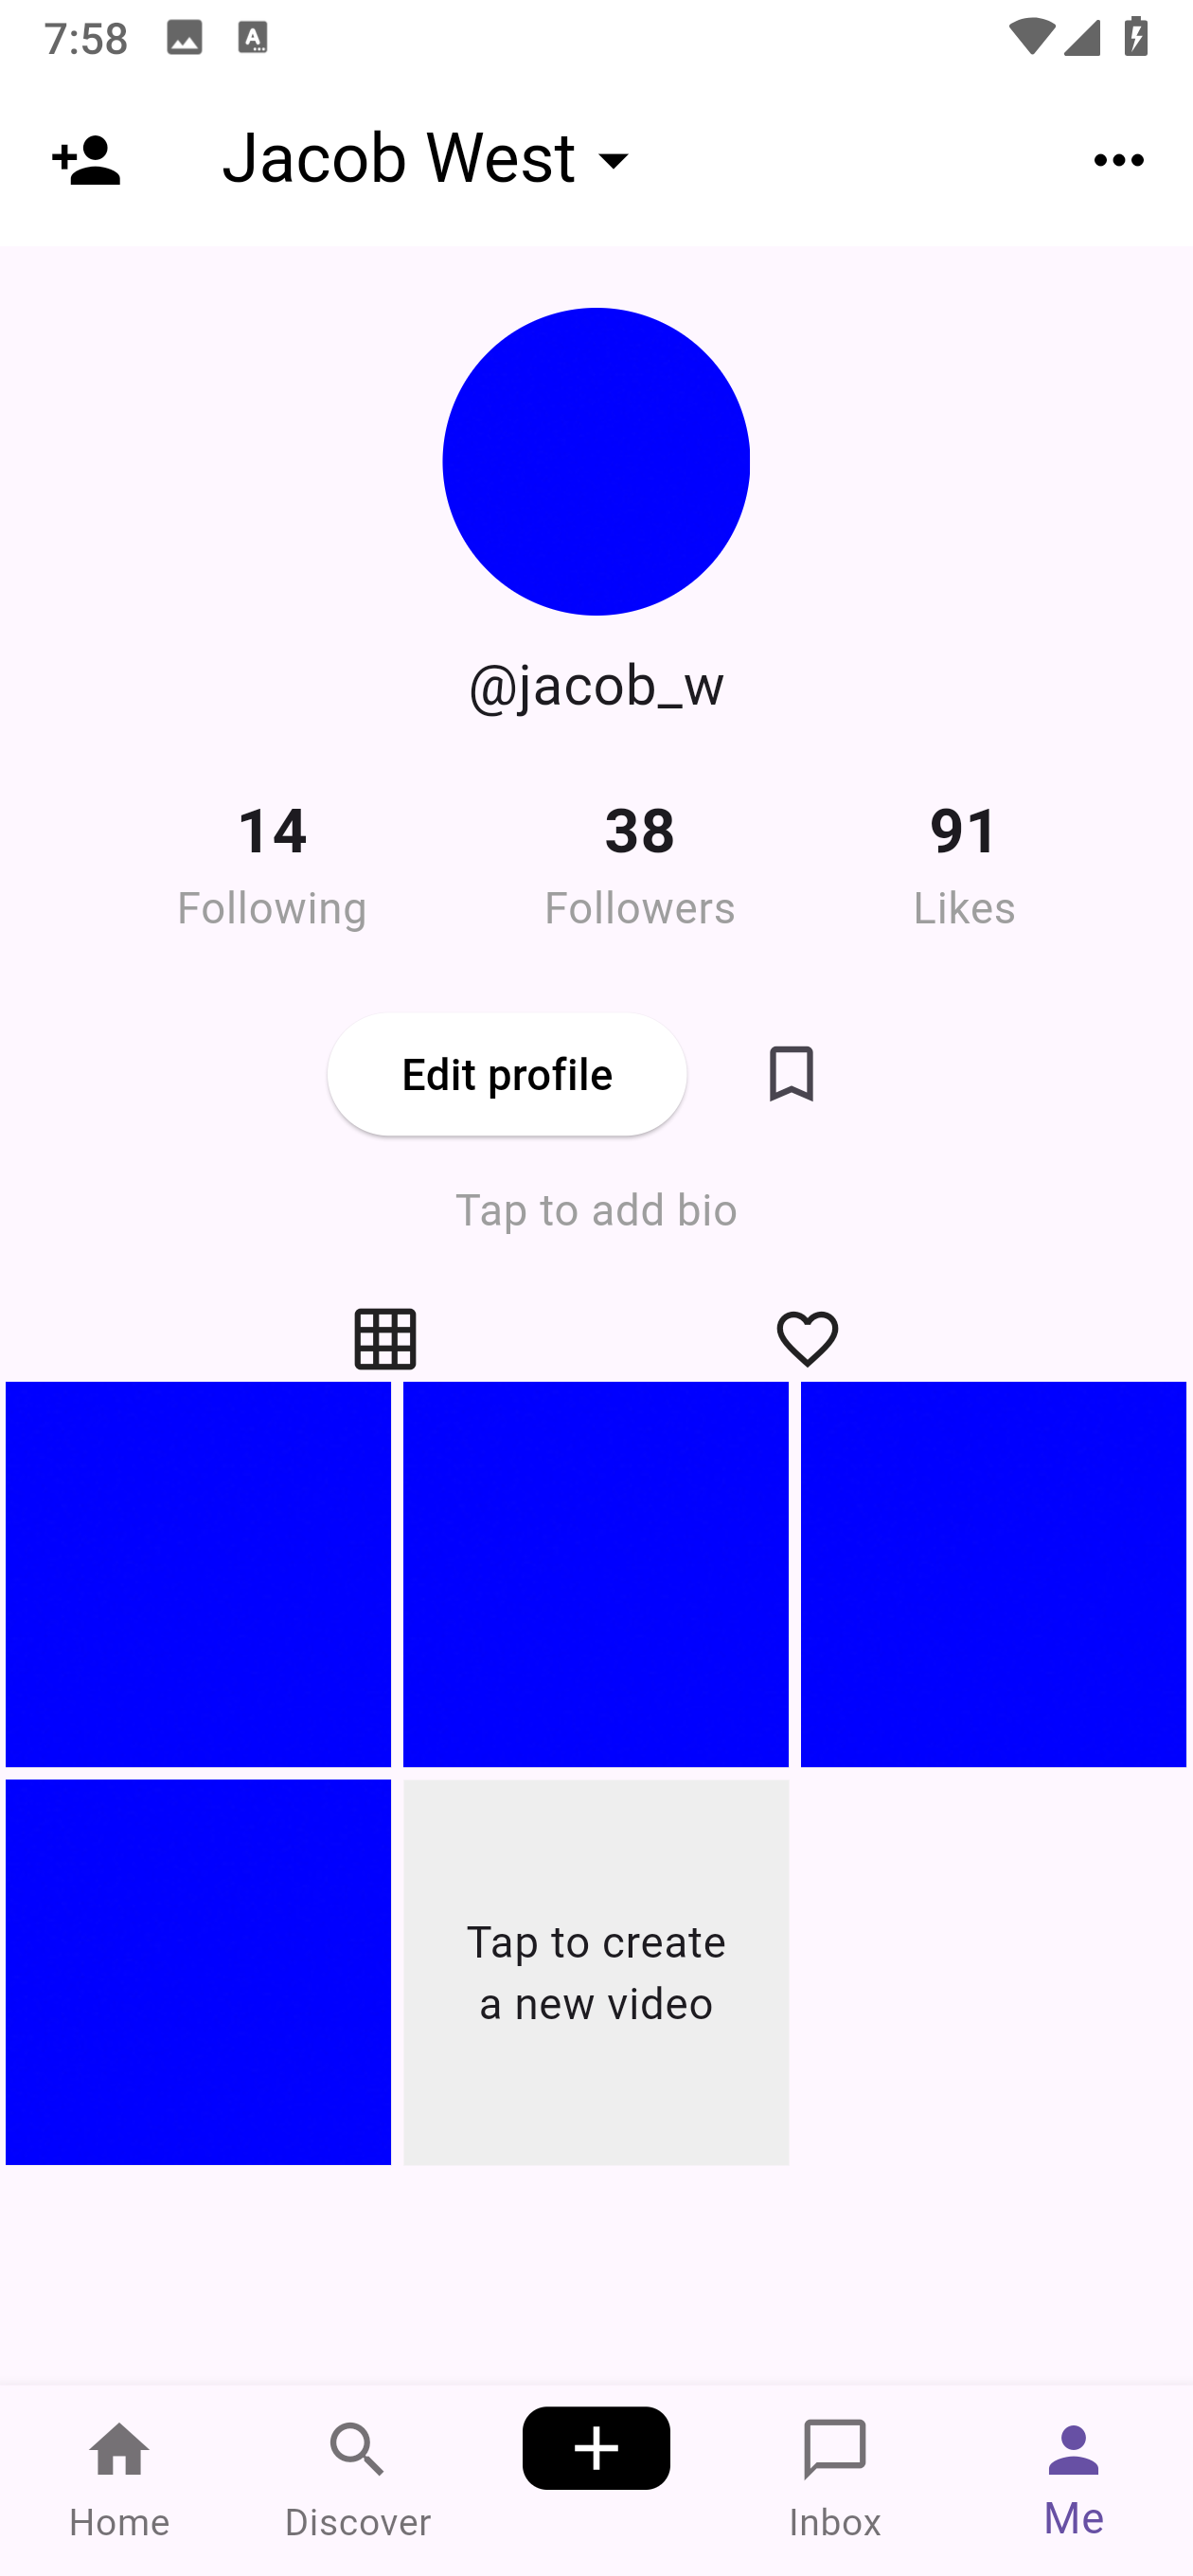 7:58
Jacob West
@jacob_w
14 38 91
Following Followers Likes
Edit profile
Tap to add bio
Tap to create
a new video
Home Discover Inbox Me